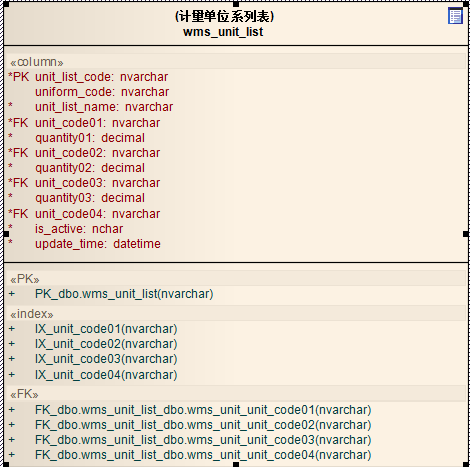 (计量单位系列表)
wms_unit_list
«column»
*PK unit_list_code: nvarchar
uniform_code: nvarchar
* unit_list_name: nvarchar
*FK unit_code01: nvarchar
* quantity01: decimal
*FK unit_code02: nvarchar
* quantity02: decimal
*FK unit_code03: nvarchar
* quantity03: decimal
*FK unit_code04: nvarchar
* is_active: nchar
* update_time: datetime
«PK»
+ PK_dbo.wms_unit_list(nvarchar)
«index»
+ IX_unit_code01(nvarchar)
+ IX_unit_code02(nvarchar)
+ IX_unit_code03(nvarchar)
+ IX_unit_code04(nvarchar)
«FK»
+ FK_dbo.wms_unit_list_dbo.wms_unit_unit_code01(nvarchar)
+ FK_dbo.wms_unit_list_dbo.wms_unit_unit_code02(nvarchar)
+ FK_dbo.wms_unit_list_dbo.wms_unit_unit_code03(nvarchar)
+ FK_dbo.wms_unit_list_dbo.wms_unit_unit_code04(nvarchar)